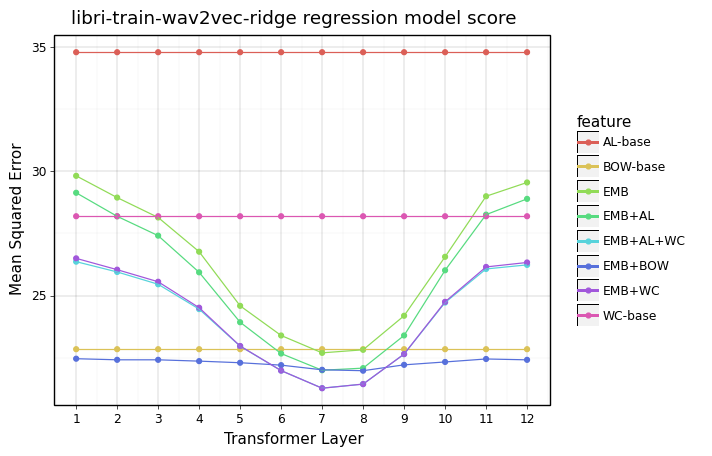 libri-train-wav2vec-ridge regression model score
35
30
25
Mean Squared Error
1 2 3 4 5 6 7 8 9 10 11 12
Transformer Layer
feature
AL-base
BOW-base
EMB
EMB+AL
EMB+AL+WC
EMB+BOW
EMB+WC
WC-base